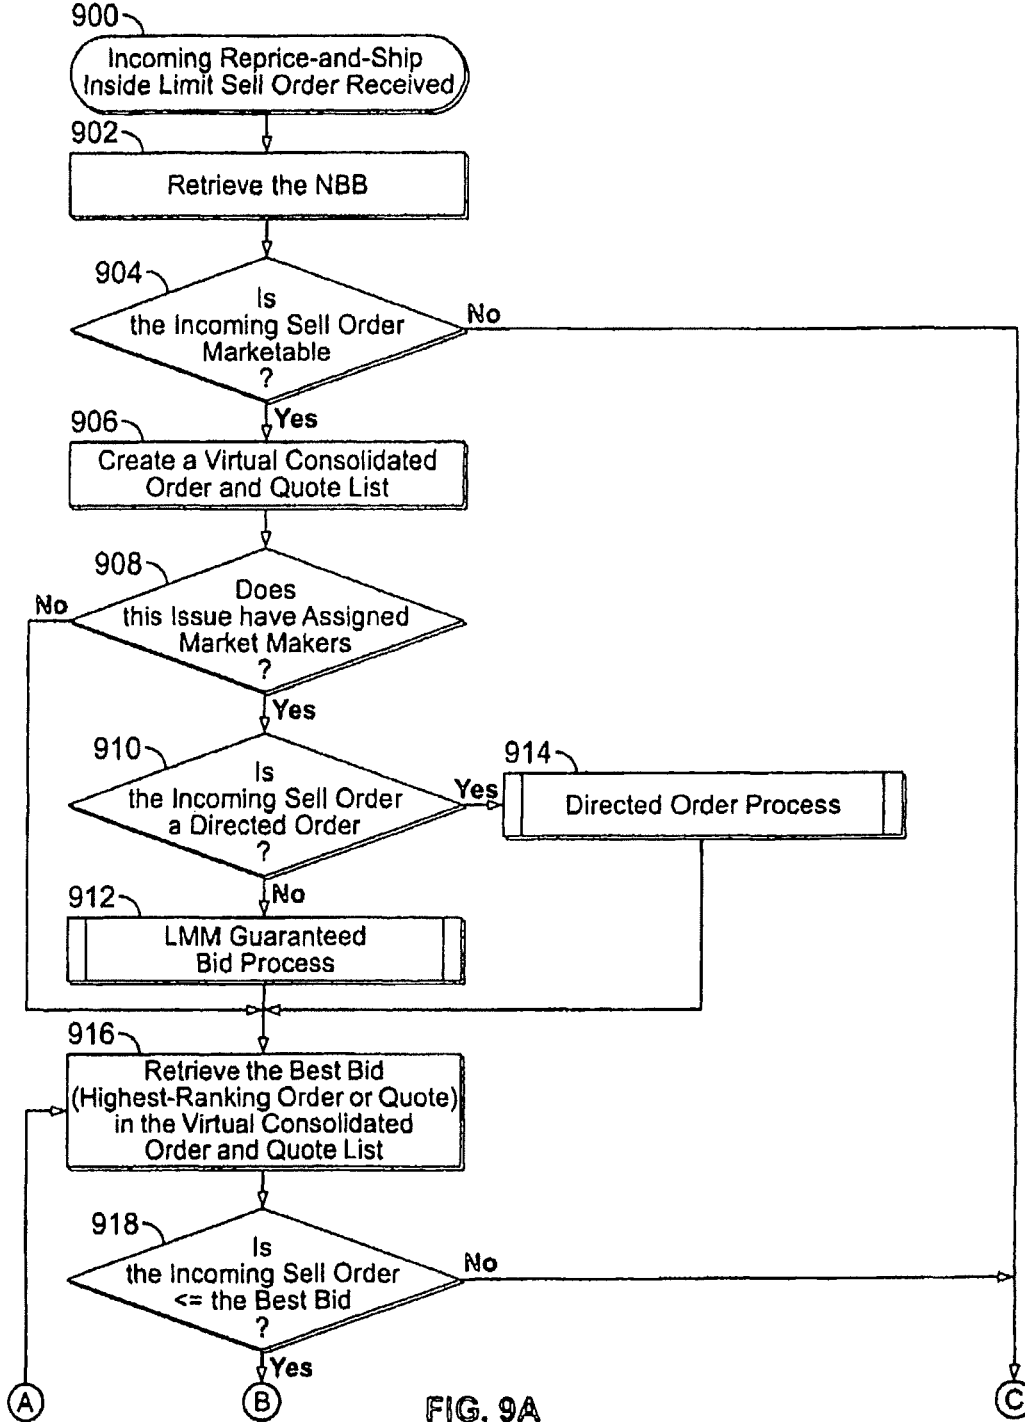 900
Incoming Reprice-and-Ship
Inside Limit Sell Order Received
902
Retrieve the NBB
904
Is
the Incoming Sell Order
Marketable
?
No
Yes
906
Create a Virtual Consolidated
Order and Quote List
908
Does
this Issue have Assigned
Market Makers
?
No
Yes
910
Is
the Incoming Sell Order
a Directed Order
?
Yes
914
Directed Order Process
No
912
LMM Guaranteed
Bid Process
916
Retrieve the Best Bid
(Highest-Ranking Order or Quote)
in the Virtual Consolidated
Order and Quote List
918
Is
the Incoming Sell Order
<= the Best Bid
?
No
Yes
A
B
C
FIG. 9A